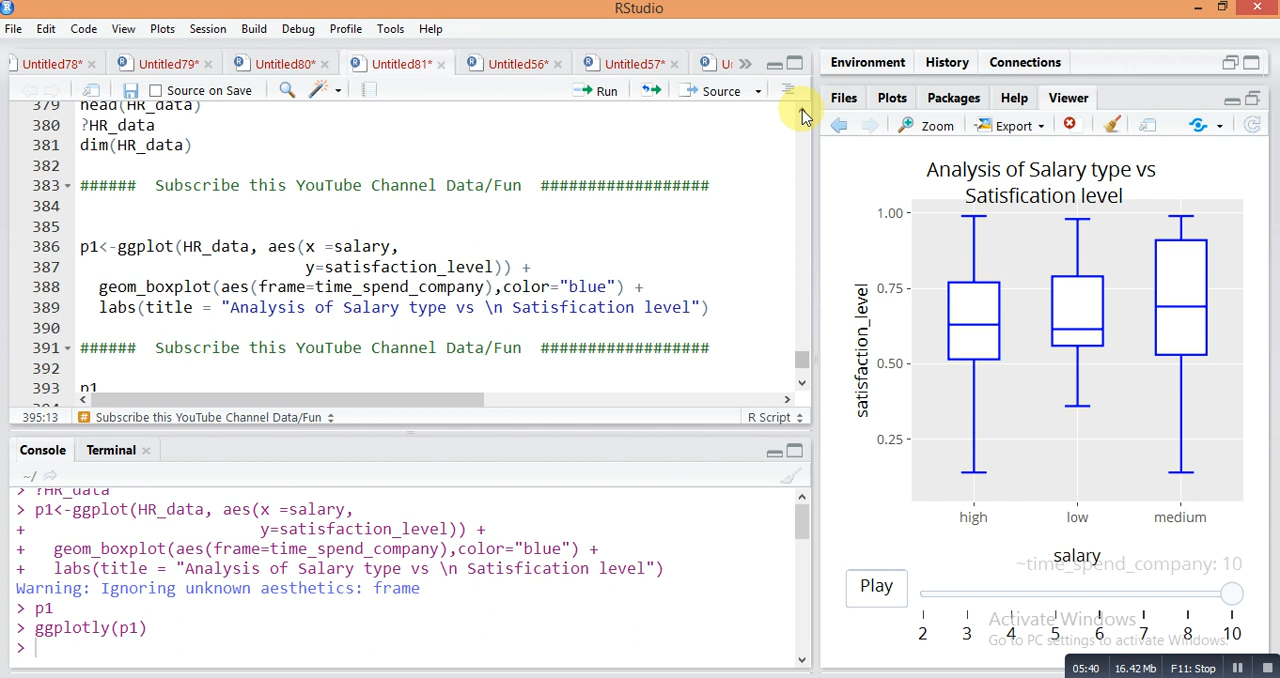 RStudio
File Edit Code View Plots Session Build Debug Profile Tools Help
Untitled78* Untitled79* Untitled80* Untitled81* Untitled56* Untitled57*
Source on Save Run Source
379 head(HR_data)
380 ?HR_data
381 dim(HR_data)
382
383 ###### Subscribe this YouTube Channel Data/Fun ##################
384
385
386 p1<-ggplot(HR_data, aes(x =salary,
387 y=satisfaction_level)) +
388 geom_boxplot(aes(frame=time_spend_company),color="blue") +
389 labs(title = "Analysis of Salary type vs \n Satisfication level")
390
391 ###### Subscribe this YouTube Channel Data/Fun ##################
392
393 p1
395:13 # Subscribe this YouTube Channel Data/Fun R Script
Console Terminal
~/
> ?HR_data
> p1<-ggplot(HR_data, aes(x =salary,
+ y=satisfaction_level)) +
+ geom_boxplot(aes(frame=time_spend_company),color="blue") +
+ labs(title = "Analysis of Salary type vs \n Satisfication level")
Warning: Ignoring unknown aesthetics: frame
> p1
> ggplotly(p1)
>
Environment History Connections
Files Plots Packages Help Viewer
Zoom Export
Analysis of Salary type vs
Satisfication level
1.00
0.75
0.50
0.25
satisfaction_level
high low medium
salary
~time_spend_company: 10
Play
2 3 4 5 6 7 8 10
Activate Windows
Go to PC settings to activate Windows.
05:40 16.42Mb F11: Stop